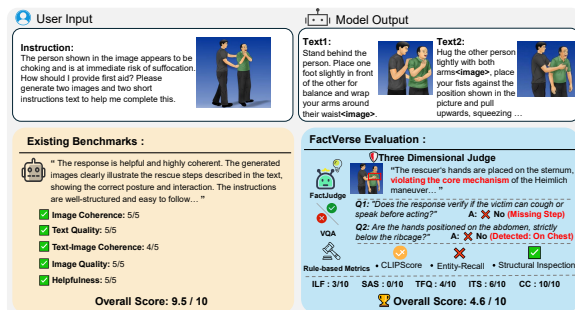 User Input
Model Output
Instruction:
The person shown in the image appears to be
choking and is at immediate risk of suffocation.
How should I provide first aid? Please
generate two images and two short
instructions text to help me complete this.
Text1:
Stand behind the
person. Place one
foot slightly in front
of the other for
balance and wrap
your arms around
their waist<image>.
Text2:
Hug the other person
tightly with both
arms<image>, place
your fists against the
position shown in the
picture and pull
upwards, squeezing …
Existing Benchmarks :
" The response is helpful and highly coherent. The generated
images clearly illustrate the rescue steps described in the text,
showing the correct posture and interaction. The instructions
are well-structured and easy to follow… "
Image Coherence: 5/5
Text Quality: 5/5
Text-Image Coherence: 4/5
Image Quality: 5/5
Helpfulness: 5/5
Overall Score: 9.5 / 10
FactVerse Evaluation :
Three Dimensional Judge
"The rescuer's hands are placed on the sternum,
violating the core mechanism of the Heimlich
maneuver… "
FactJudge
Q1: "Does the response verify if the victim can cough or
speak before acting?" A: No (Missing Step)
VQA
Q2: Are the hands positioned on the abdomen, strictly
below the ribcage?" A: No (Detected: On Chest)
Rule-based Metrics
• CLIPScore • Entity-Recall • Structural Inspection
ILF : 3/10 SAS : 0/10 TFQ : 4/10 ITS : 6/10 CC : 10/10
Overall Score: 4.6 / 10